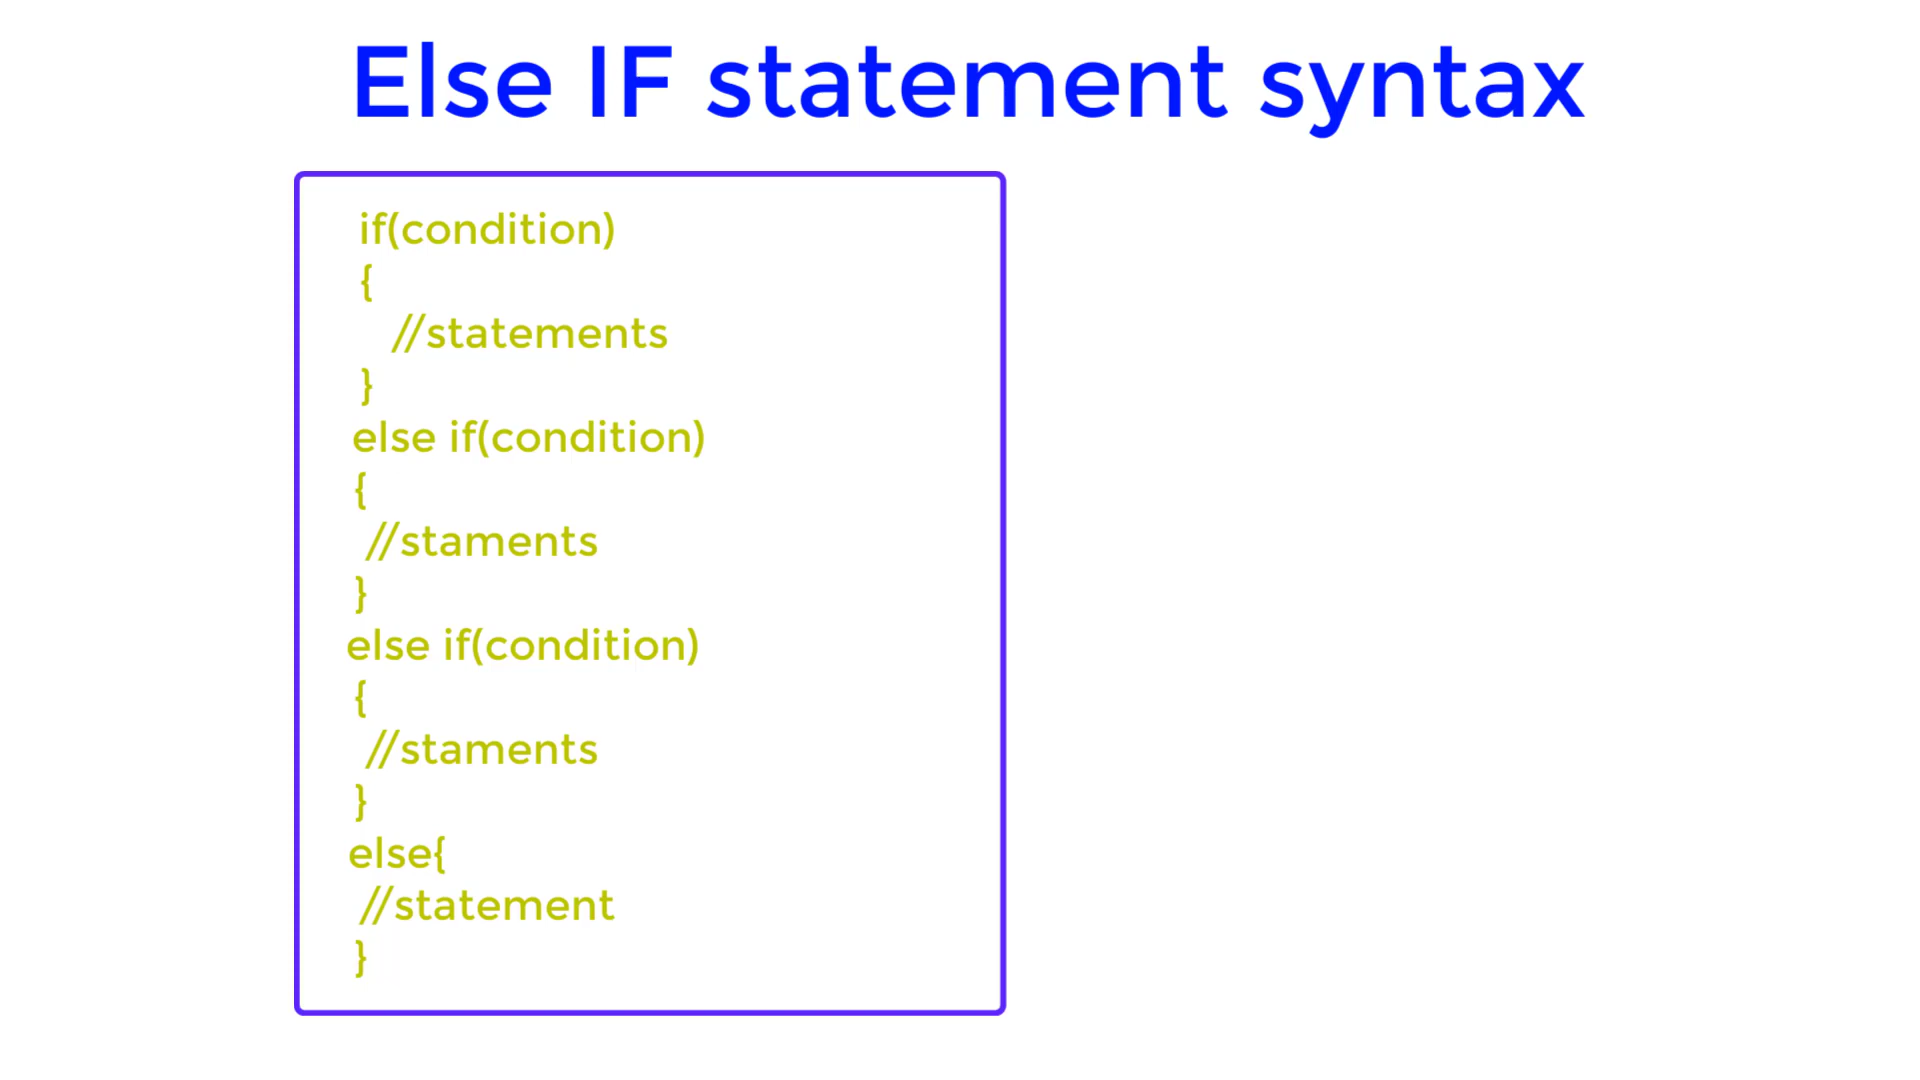 Else IF statement syntax
if(condition)
{
//statements
}
else if(condition)
{
//staments
}
else if(condition)
{
//staments
}
else{
//statement
}